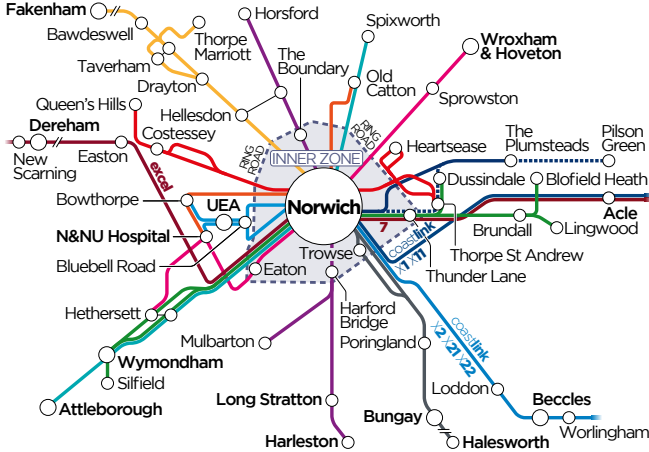 Fakenham
Bawdeswell
Thorpe
Marriott
Taverham
Drayton
Horsford
The
Boundary
Hellesdon
Spixworth
Old
Catton
Wroxham
& Hoveton
Sprowston
Queen's Hills
Costessey
Dereham
New
Scarning
Easton
excel
RING
ROAD
RING
ROAD
INNER ZONE
Heartsease
The
Plumsteads
Pilson
Green
Dussindale
Blofield Heath
Acle
Lingwood
Brundall
Thorpe St Andrew
Thunder Lane
7
coastlink
X1 X11
Bowthorpe
UEA
Norwich
N&NU Hospital
Bluebell Road
Eaton
Trowse
Harford
Bridge
Hethersett
Wymondham
Silfield
Attleborough
Mulbarton
Long Stratton
Harleston
Poringland
Bungay
Halesworth
coastlink
X2 X21 X22
Loddon
Beccles
Worlingham